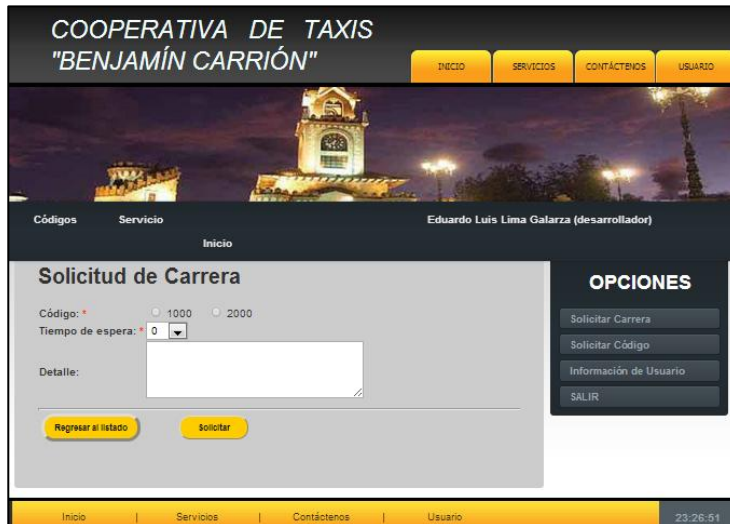 COOPERATIVA DE TAXIS
"BENJAMÍN CARRIÓN"
INICIO
SERVICIOS
CONTÁCTENOS
USUARIO
Códigos
Servicio
Eduardo Luis Lima Galarza (desarrollador)
Inicio
Solicitud de Carrera
Código: * 1000 2000
Tiempo de espera: * 0
Detalle:
Regresar al listado
Solicitar
OPCIONES
Solicitar Carrera
Solicitar Código
Información de Usuario
SALIR
Inicio | Servicios | Contáctenos | Usuario
23:26:51